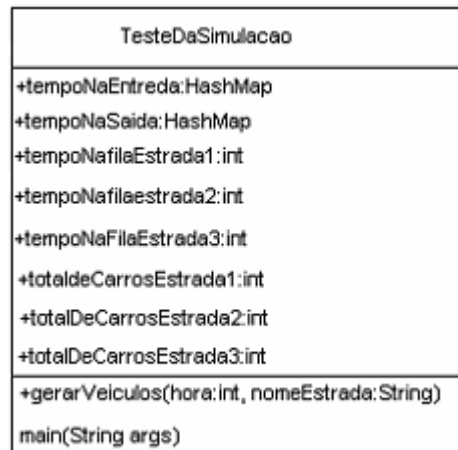 TesteDaSimulacao
+tempoNaEntreda:HashMap
+tempoNaSaida:HashMap
+tempoNafilaEstrada1:int
+tempoNafilaestrada2:int
+tempoNaFilaEstrada3:int
+totaldeCarrosEstrada1:int
+totalDeCarrosEstrada2:int
+totalDeCarrosEstrada3:int
+gerarVeiculos(hora:int, nomeEstrada:String)
main(String args)